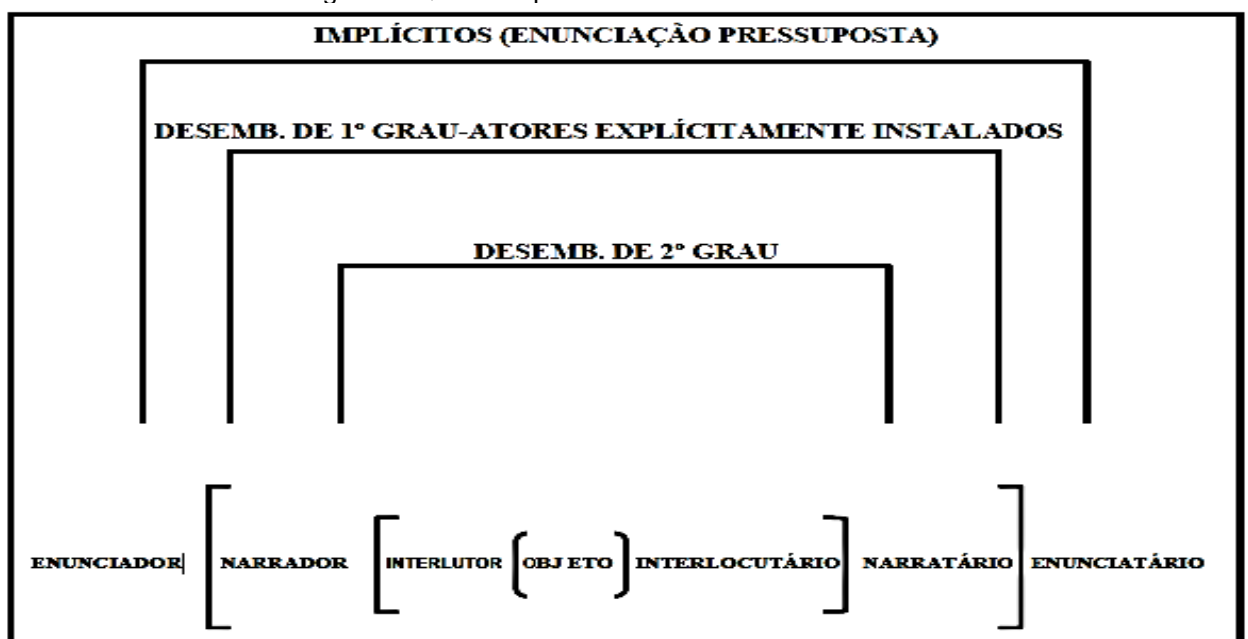 IMPLÍCITOS (ENUNCIAÇÃO PRESSUPOSTA)
DESEMB. DE 1º GRAU-ATORES EXPLÍCITAMENTE INSTALADOS
DESEMB. DE 2º GRAU
ENUNCIADOR NARRADOR INTERLUTOR OBJETO INTERLOCUTÁRIO NARRATÁRIO ENUNCIATÁRIO